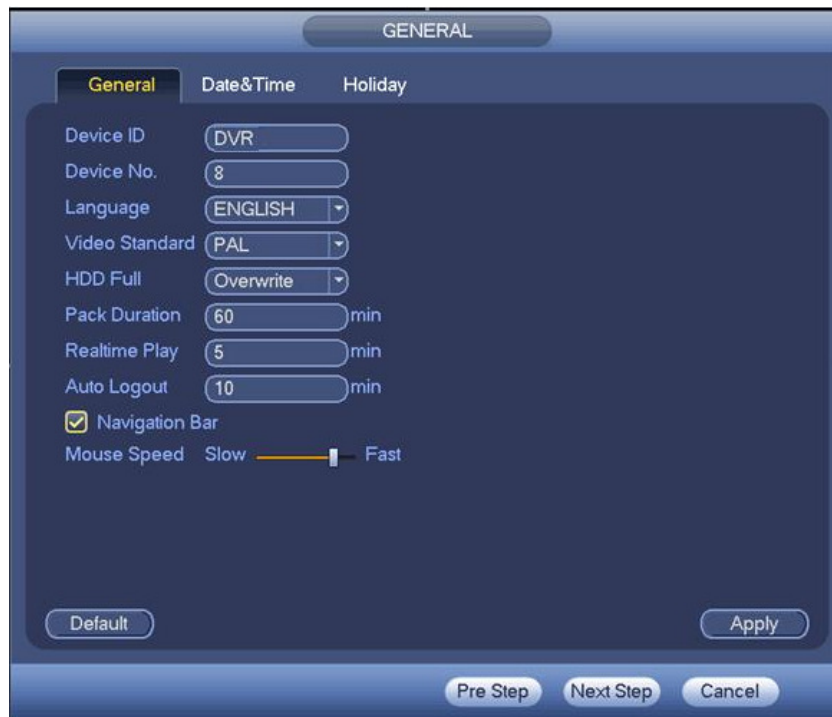 GENERAL
General Date&Time Holiday
Device ID DVR
Device No. 8
Language ENGLISH
Video Standard PAL
HDD Full Overwrite
Pack Duration 60 min
Realtime Play 5 min
Auto Logout 10 min
Navigation Bar
Mouse Speed Slow Fast
Default Apply
Pre Step Next Step Cancel